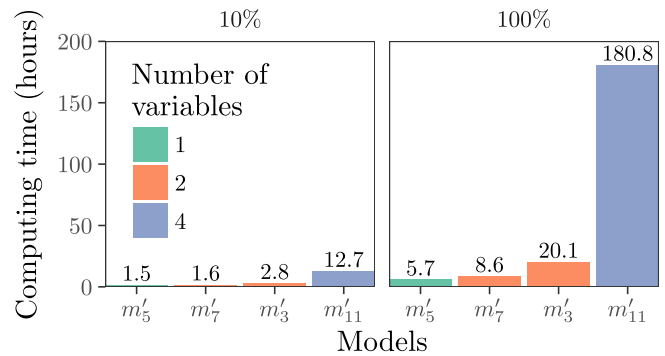 10%
100%
Computing time (hours)
200
150
100
50
0
Number of
variables
1
2
4
1.5
1.6
2.8
12.7
5.7
8.6
20.1
180.8
m′₅
m′₇
m′₃
m′₁₁
m′₅
m′₇
m′₃
m′₁₁
Models